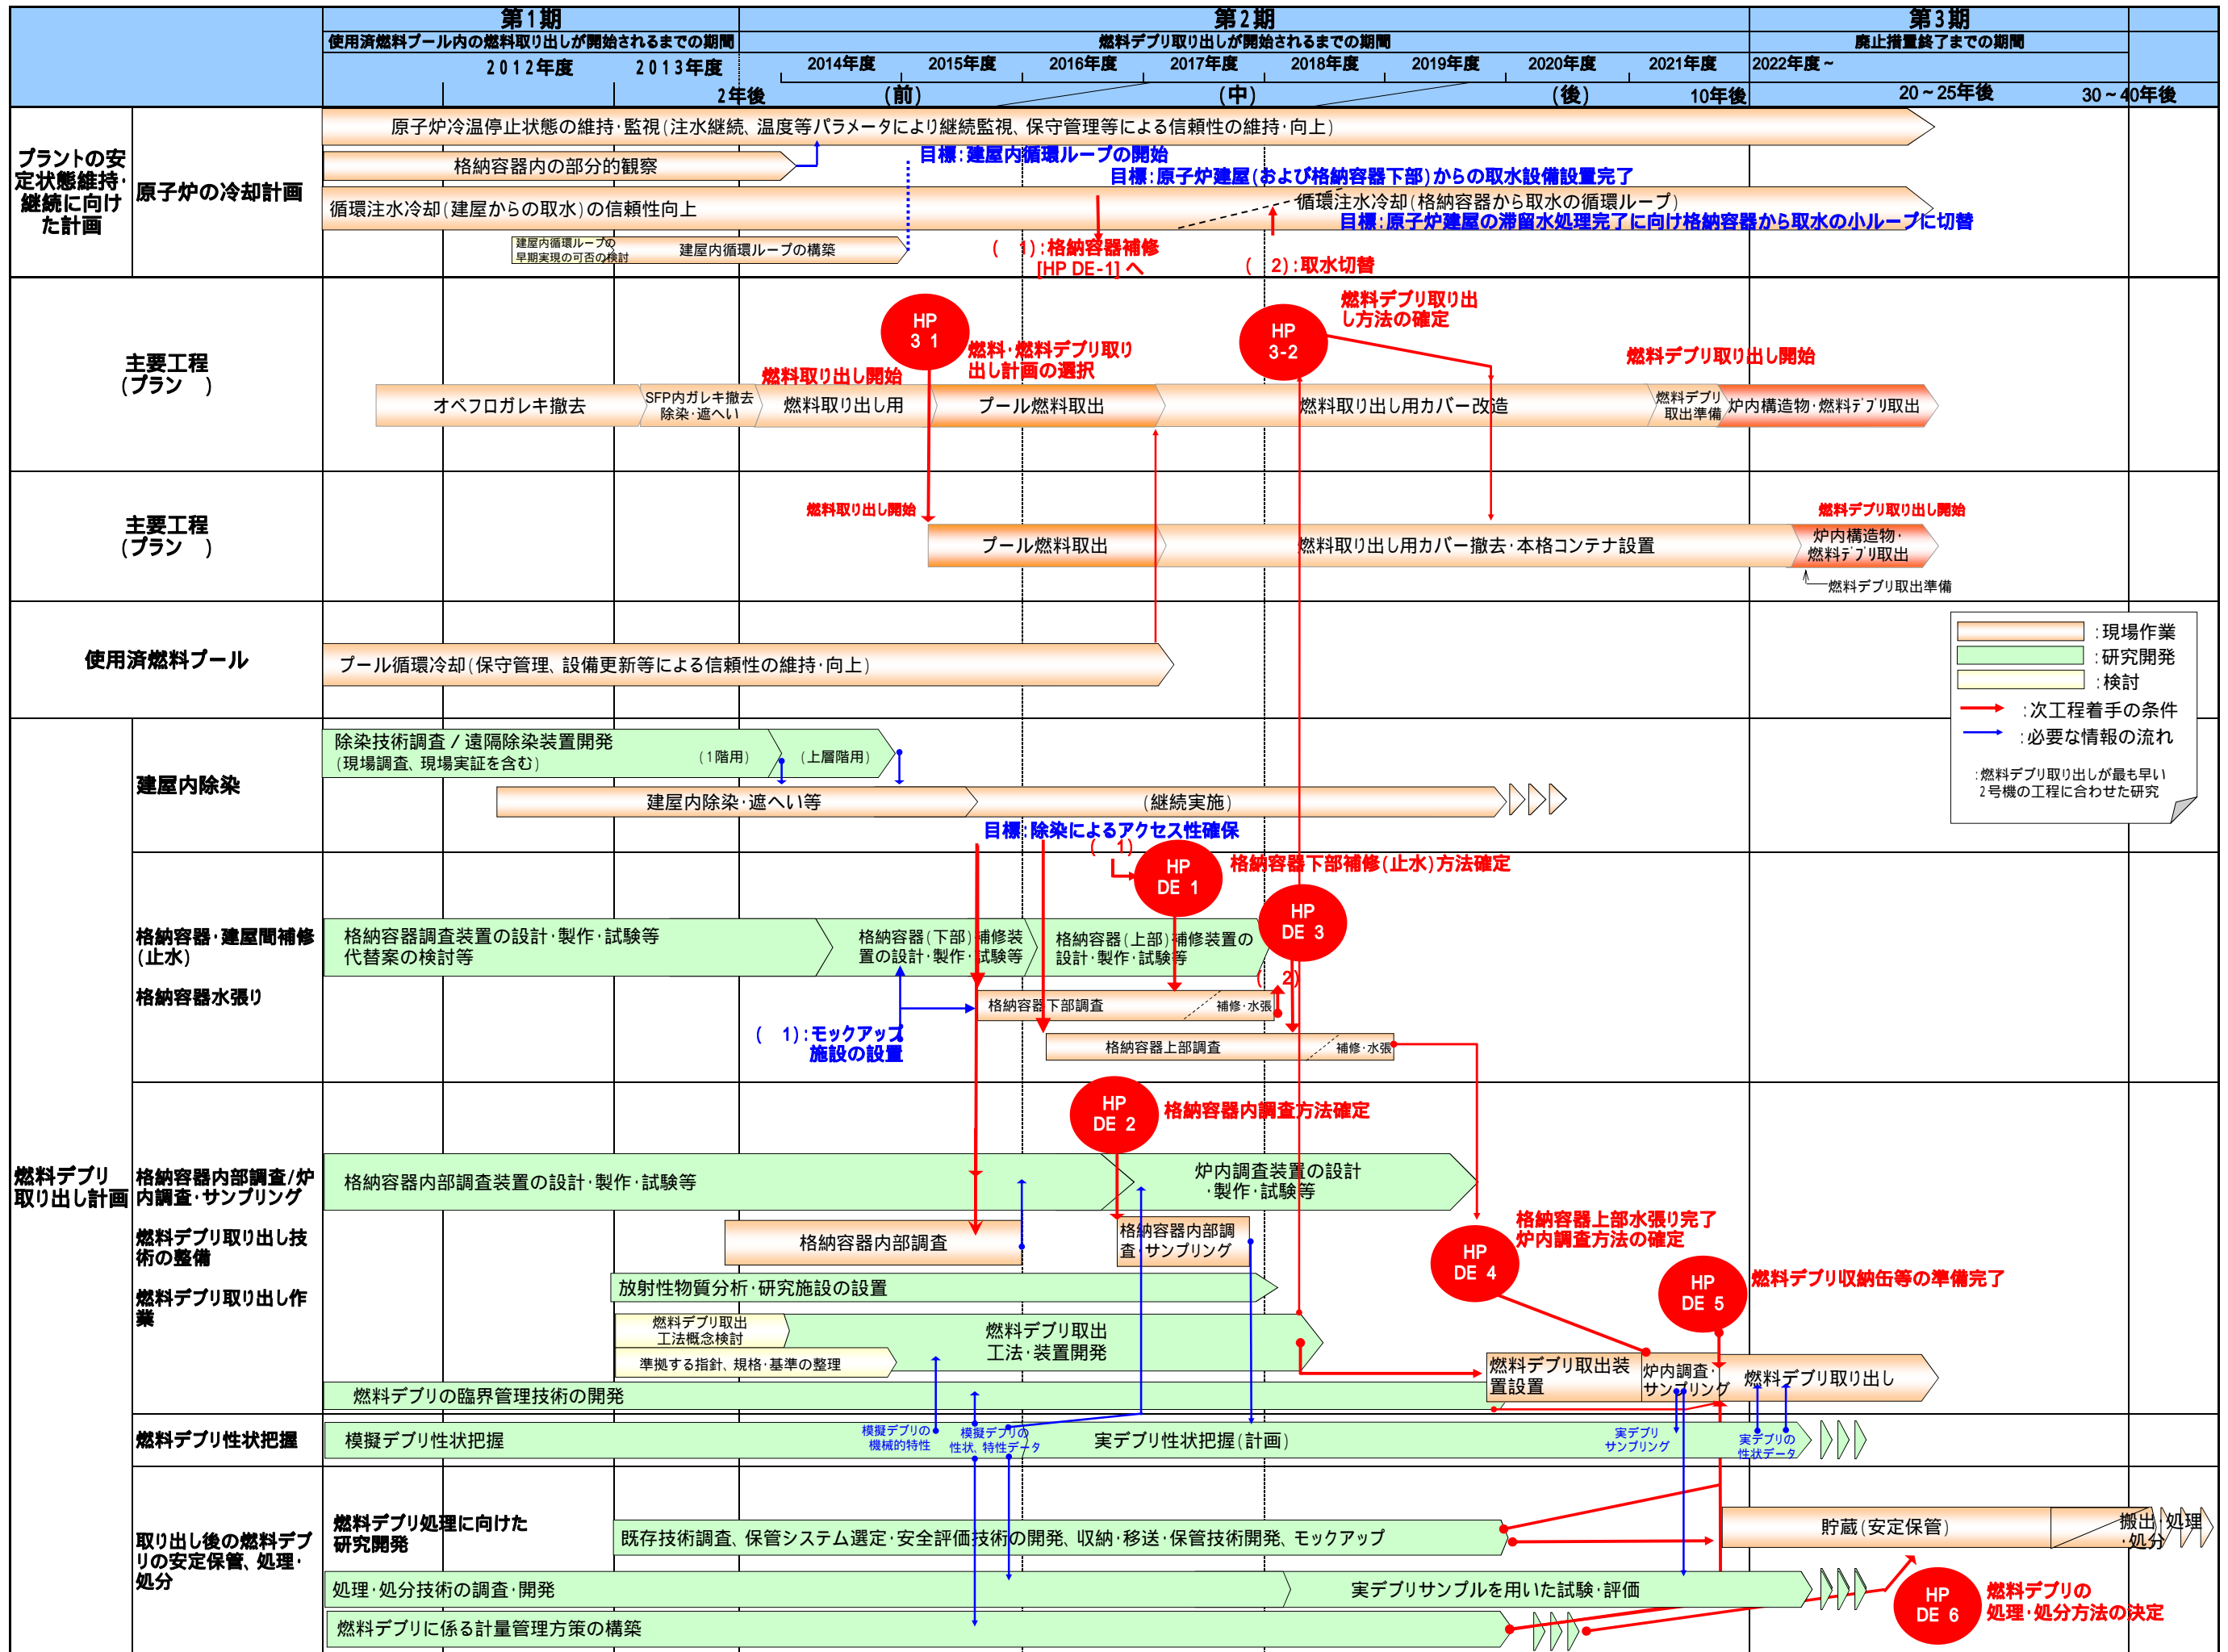 第1期
第2期
第3期
使用済燃料プール内の燃料取り出しが開始されるまでの期間
燃料デブリ取り出しが開始されるまでの期間
廃止措置終了までの期間
2012年度
2013年度
2014年度
2015年度
2016年度
2017年度
2018年度
2019年度
2020年度
2021年度
2022年度~
2年後
(前)
(中)
(後)
10年後
20~25年後
30~40年後
プラントの安
定状態維持・
継続に向け
た計画
原子炉の冷却計画
原子炉冷温停止状態の維持・監視(注水継続、温度等パラメータにより継続監視、保守管理等による信頼性の維持・向上)
格納容器内の部分的観察
目標:建屋内循環ループの開始
目標:原子炉建屋(および格納容器下部)からの取水設備設置完了
循環注水冷却(建屋からの取水)の信頼性向上
循環注水冷却(格納容器から取水の循環ループ)
目標:原子炉建屋の滞留水処理完了に向け格納容器から取水の小ループに切替
建屋内循環ループの
早期実現の可否の検討
建屋内循環ループの構築
( 1):格納容器補修
[HP DE-1] へ
( 2):取水切替
主要工程
(プラン )
HP
3 1
燃料・燃料デブリ取り
出し計画の選択
HP
3-2
燃料デブリ取り出
し方法の確定
燃料取り出し開始
燃料デブリ取り出し開始
オペフロガレキ撤去
SFP内ガレキ撤去
除染・遮へい
燃料取り出し用
プール燃料取出
燃料取り出し用カバー改造
燃料デブリ
取出準備
炉内構造物・燃料デブリ取出
主要工程
(プラン )
燃料取り出し開始
燃料デブリ取り出し開始
プール燃料取出
燃料取り出し用カバー撤去・本格コンテナ設置
炉内構造物・
燃料デブリ取出
燃料デブリ取出準備
使用済燃料プール
プール循環冷却(保守管理、設備更新等による信頼性の維持・向上)
:現場作業
:研究開発
:検討
:次工程着手の条件
:必要な情報の流れ
:燃料デブリ取り出しが最も早い
2号機の工程に合わせた研究
燃料デブリ
取り出し計画
建屋内除染
除染技術調査/遠隔除染装置開発
(現場調査、現場実証を含む)
(1階用)
(上層階用)
建屋内除染・遮へい等
(継続実施)
目標:除染によるアクセス性確保
格納容器・建屋間補修
(止水)
格納容器水張り
( 1)
HP
DE 1
格納容器下部補修(止水)方法確定
HP
DE 3
格納容器調査装置の設計・製作・試験等
代替案の検討等
格納容器(下部)補修装
置の設計・製作・試験等
格納容器(上部)補修装置の
設計・製作・試験等
( 2)
格納容器下部調査
補修・水張
( 1):モックアップ
施設の設置
格納容器上部調査
補修・水張
格納容器内部調査/炉
内調査・サンプリング
燃料デブリ取り出し技
術の整備
燃料デブリ取り出し作
業
HP
DE 2
格納容器内調査方法確定
格納容器内部調査装置の設計・製作・試験等
炉内調査装置の設計
・製作・試験等
格納容器内部調査
格納容器内部調
査・サンプリング
HP
DE 4
格納容器上部水張り完了
炉内調査方法の確定
HP
DE 5
燃料デブリ収納缶等の準備完了
放射性物質分析・研究施設の設置
燃料デブリ取出
工法概念検討
燃料デブリ取出
工法・装置開発
準拠する指針、規格・基準の整理
燃料デブリ取出装
置設置
炉内調査・
サンプリング
燃料デブリ取り出し
燃料デブリの臨界管理技術の開発
燃料デブリ性状把握
模擬デブリ性状把握
模擬デブリの
機械的特性
模擬デブリの
性状、特性データ
実デブリ性状把握(計画)
実デブリ
サンプリング
実デブリの
性状データ
取り出し後の燃料デブ
リの安定保管、処理・
処分
燃料デブリ処理に向けた
研究開発
既存技術調査、保管システム選定・安全評価技術の開発、収納・移送・保管技術開発、モックアップ
貯蔵(安定保管)
搬出・処理
・処分
処理・処分技術の調査・開発
実デブリサンプルを用いた試験・評価
HP
DE 6
燃料デブリの
処理・処分方法の決定
燃料デブリに係る計量管理方策の構築